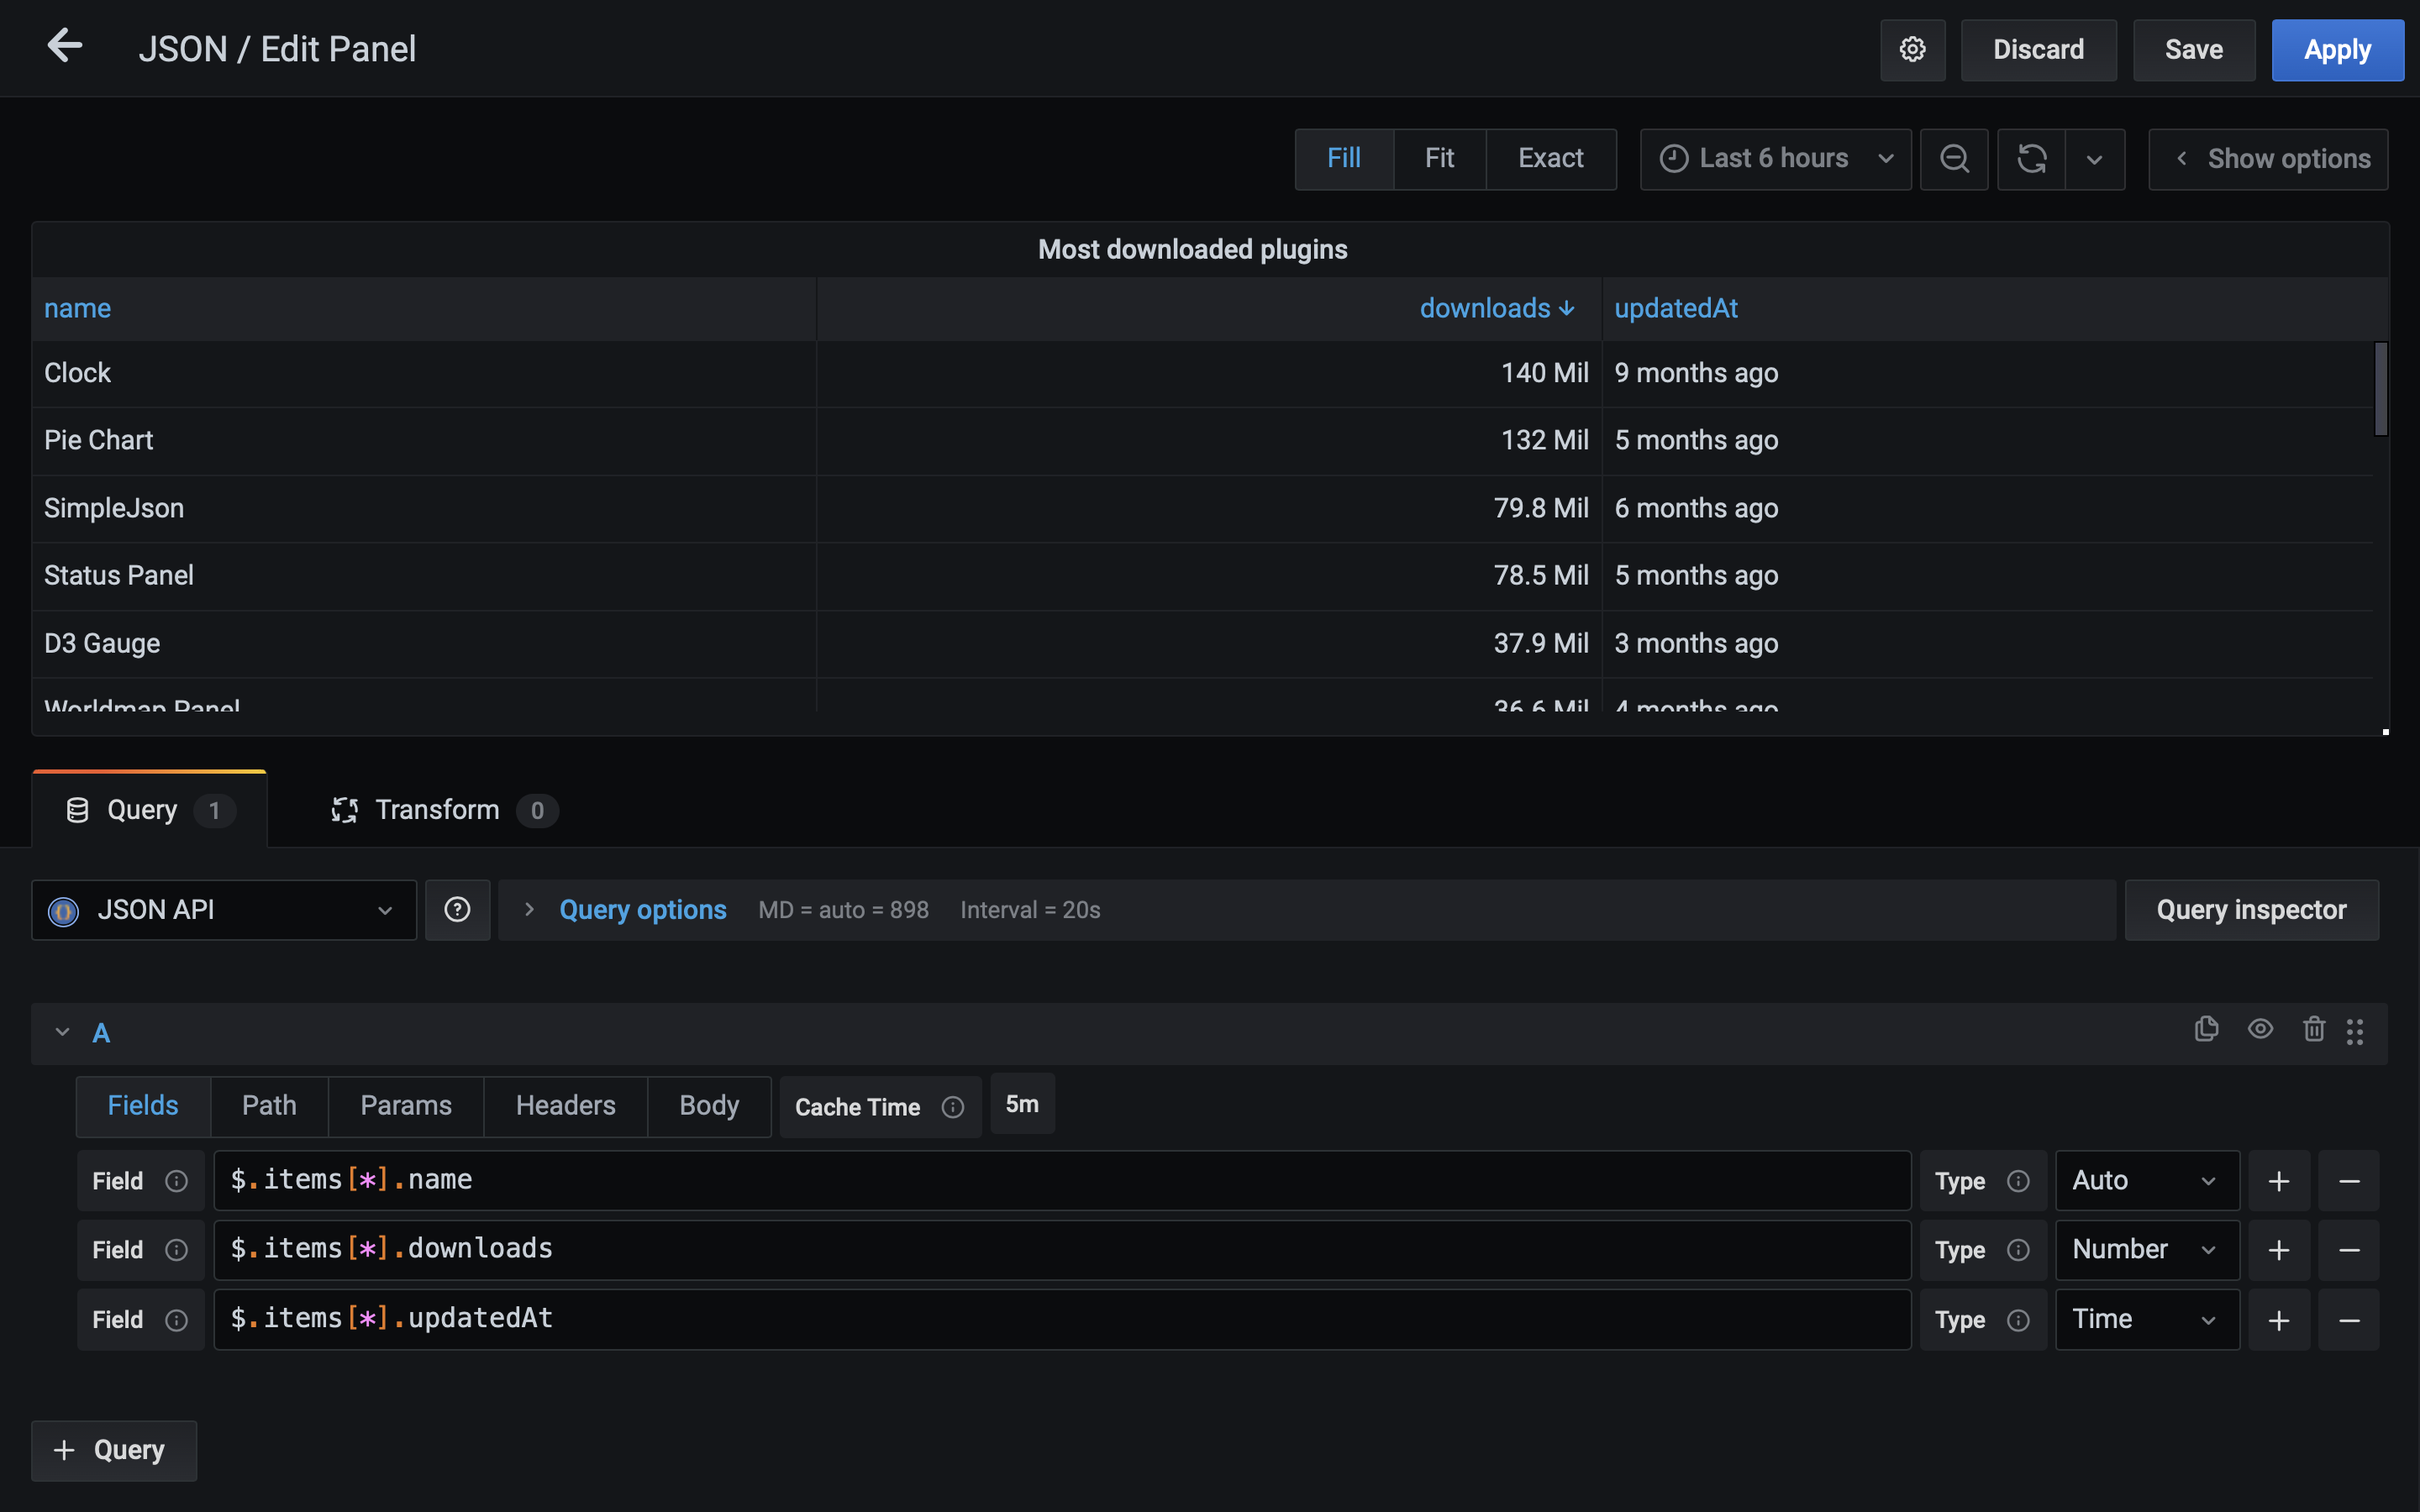 JSON / Edit Panel
Discard
Save
Apply
Fill
Fit
Exact
Last 6 hours
Show options
Most downloaded plugins
name downloads updatedAt
Clock 140 Mil 9 months ago
Pie Chart 132 Mil 5 months ago
SimpleJson 79.8 Mil 6 months ago
Status Panel 78.5 Mil 5 months ago
D3 Gauge 37.9 Mil 3 months ago
Worldmap Panel 36.6 Mil 4 months ago
Query 1
Transform 0
JSON API
Query options MD = auto = 898 Interval = 20s
Query inspector
A
Fields Path Params Headers Body Cache Time 5m
Field $.items[*].name Type Auto
Field $.items[*].downloads Type Number
Field $.items[*].updatedAt Type Time
+ Query